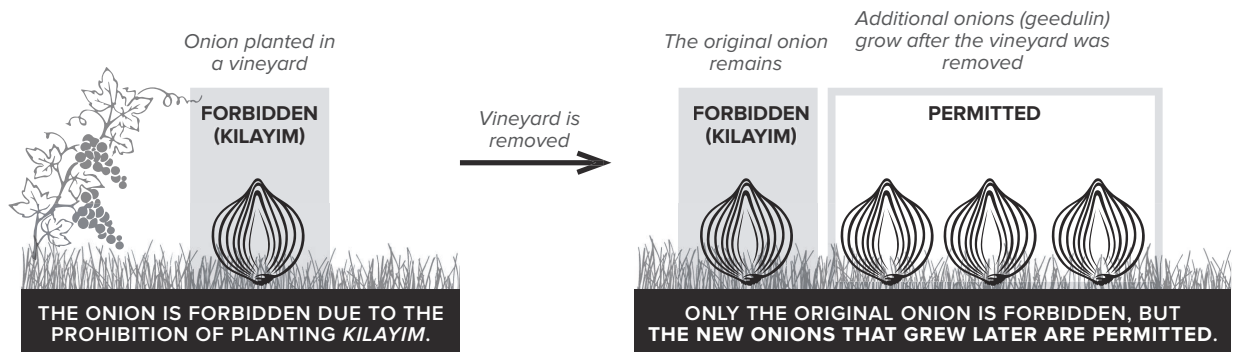 Onion planted in
a vineyard
FORBIDDEN
(KILAYIM)
THE ONION IS FORBIDDEN DUE TO THE
PROHIBITION OF PLANTING KILAYIM.
Vineyard is
removed
The original onion
remains
FORBIDDEN
(KILAYIM)
Additional onions (geedulin)
grow after the vineyard was
removed
PERMITTED
ONLY THE ORIGINAL ONION IS FORBIDDEN, BUT
THE NEW ONIONS THAT GREW LATER ARE PERMITTED.